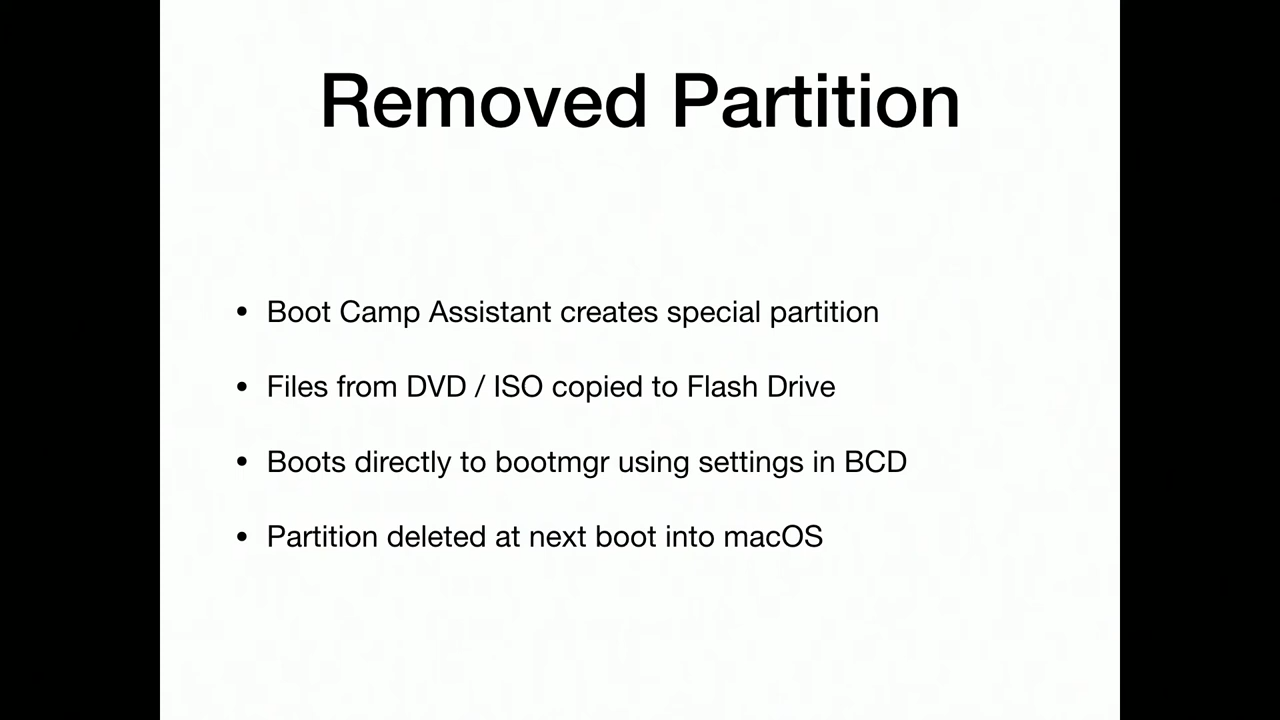 Removed Partition
• Boot Camp Assistant creates special partition
• Files from DVD / ISO copied to Flash Drive
• Boots directly to bootmgr using settings in BCD
• Partition deleted at next boot into macOS